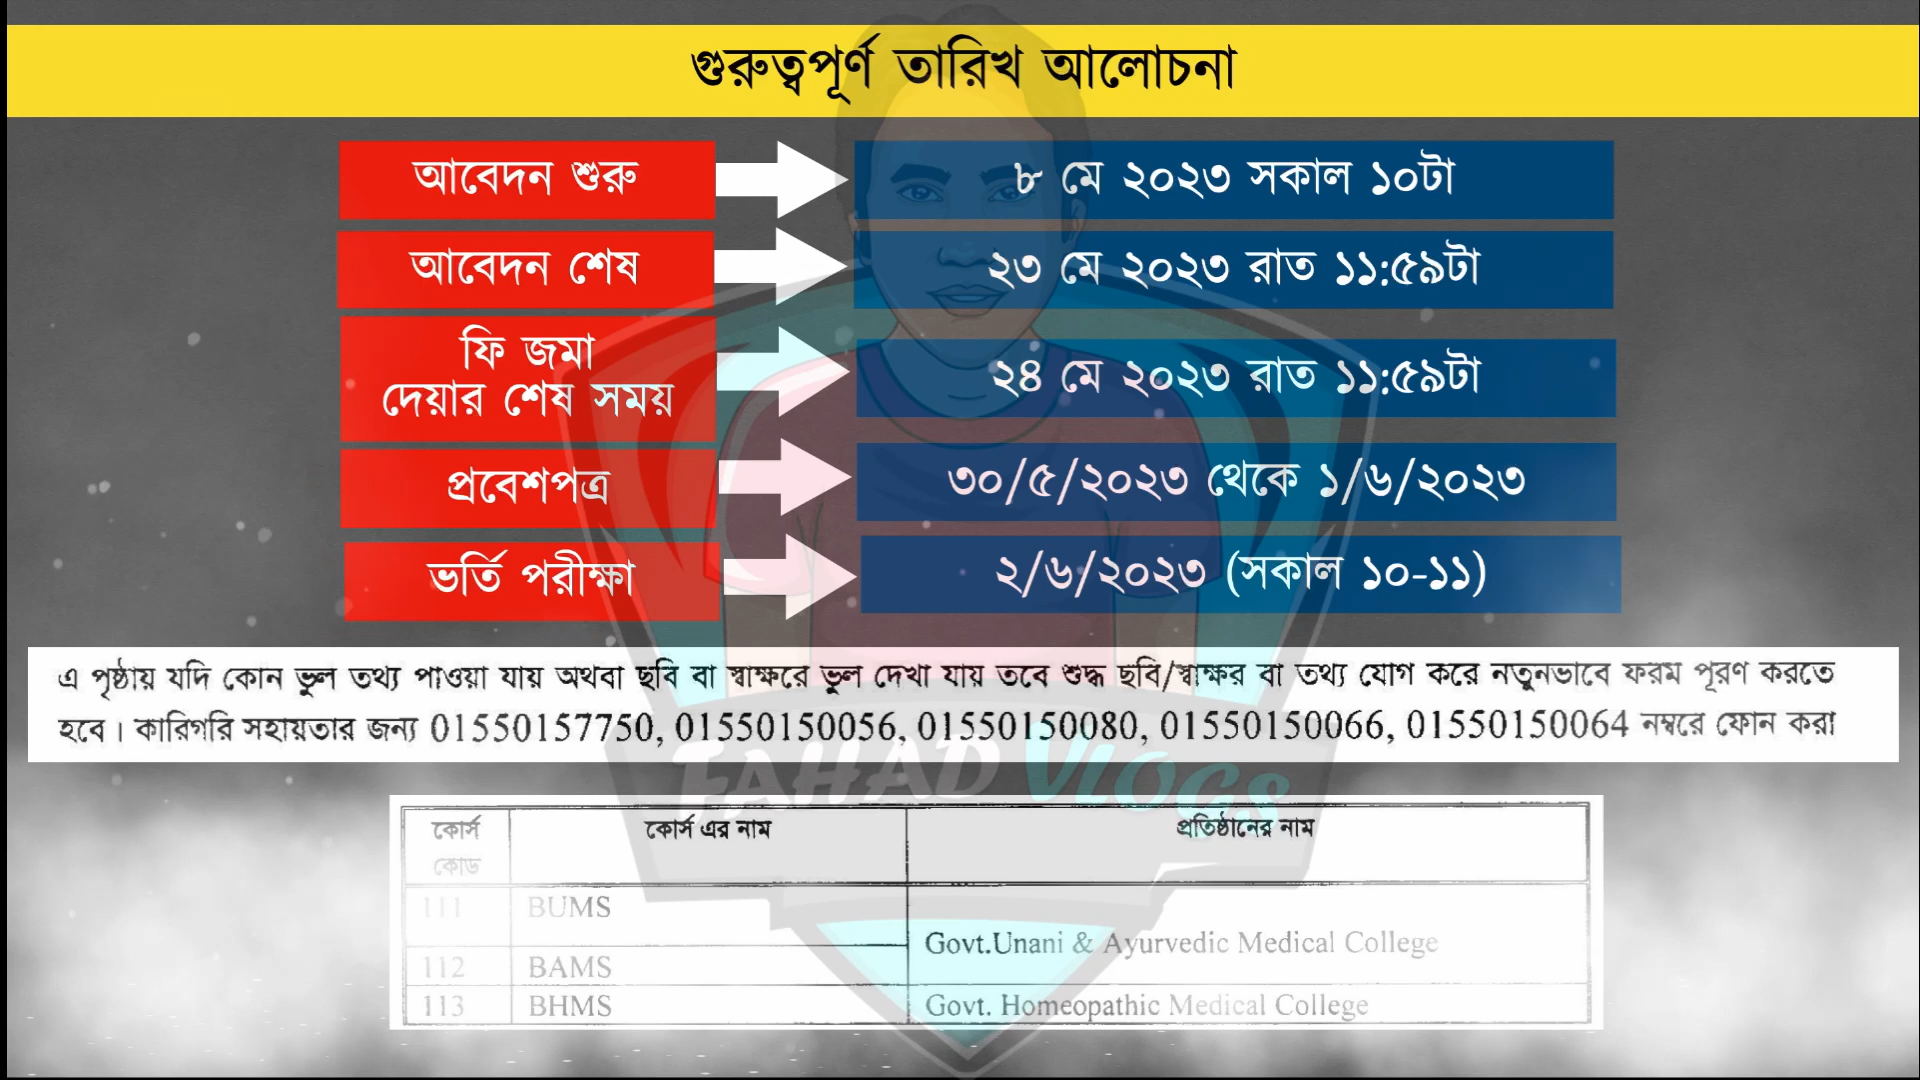 গুরুত্বপূর্ণ তারিখ আলোচনা
আবেদন শুরু
৮ মে ২০২৩ সকাল ১০টা
আবেদন শেষ
২৩ মে ২০২৩ রাত ১১:৫৯টা
ফি জমা
দেয়ার শেষ সময়
২৪ মে ২০২৩ রাত ১১:৫৯টা
প্রবেশপত্র
৩০/৫/২০২৩ থেকে ১/৬/২০২৩
ভর্তি পরীক্ষা
২/৬/২০২৩ (সকাল ১০-১১)
এ পৃষ্ঠায় যদি কোন ভুল তথ্য পাওয়া যায় অথবা ছবি বা স্বাক্ষরে ভুল দেখা যায় তবে শুদ্ধ ছবি/স্বাক্ষর বা তথ্য যোগ করে নতুনভাবে ফরম পূরণ করতে
হবে। কারিগরি সহায়তার জন্য 01550157750, 01550150056, 01550150080, 01550150066, 01550150064 নম্বরে ফোন করা
FAHAD VLOGS
কোর্স কোর্স এর নাম প্রতিষ্ঠানের নাম
কোড
111 BUMS
Govt.Unani & Ayurvedic Medical College
112 BAMS
113 BHMS Govt. Homeopathic Medical College